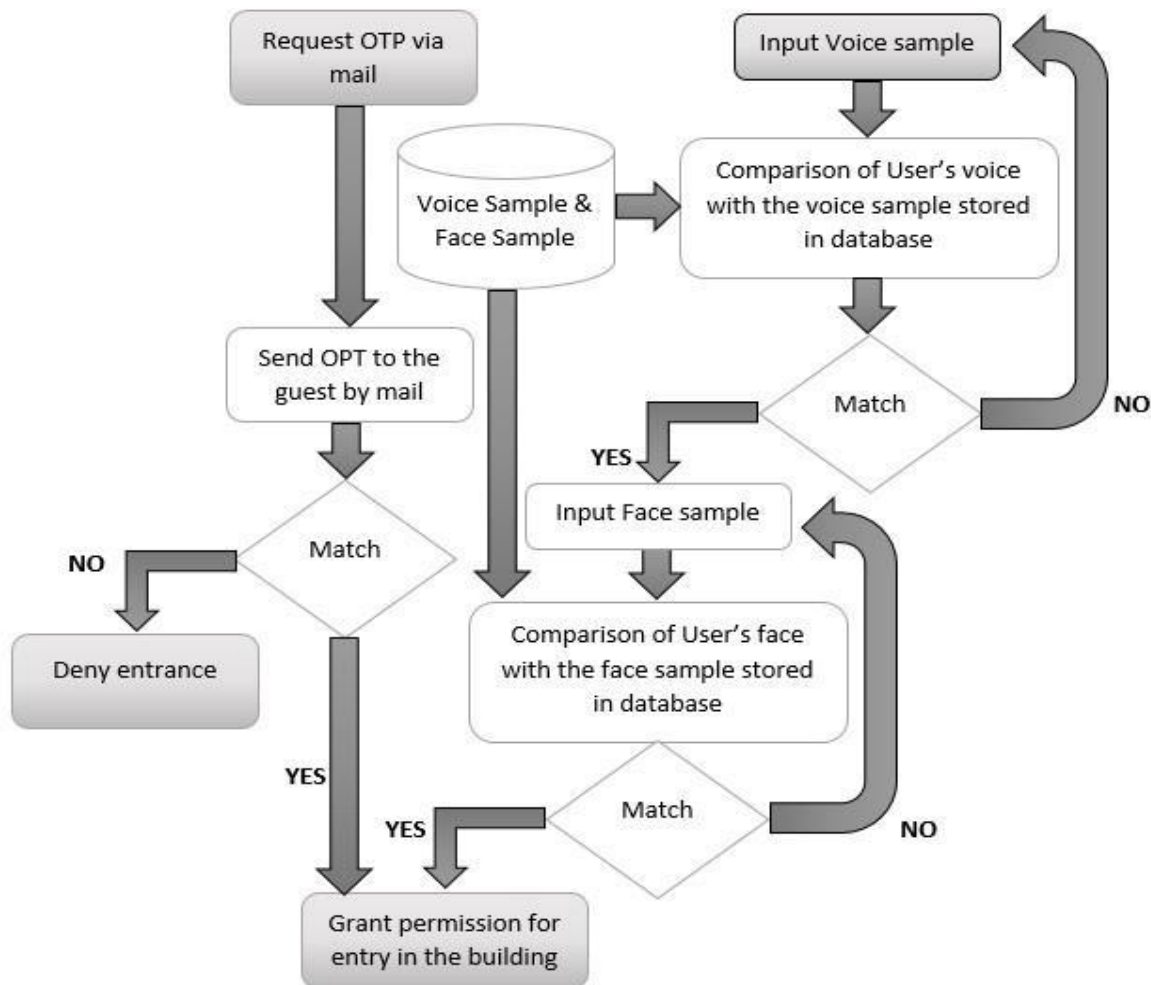 Request OTP via
mail
Input Voice sample
Voice Sample &
Face Sample
Comparison of User’s voice
with the voice sample stored
in database
Send OPT to the
guest by mail
Match
NO
YES
Input Face sample
Match
NO
Deny entrance
YES
Comparison of User’s face
with the face sample stored
in database
Match
YES
NO
Grant permission for
entry in the building